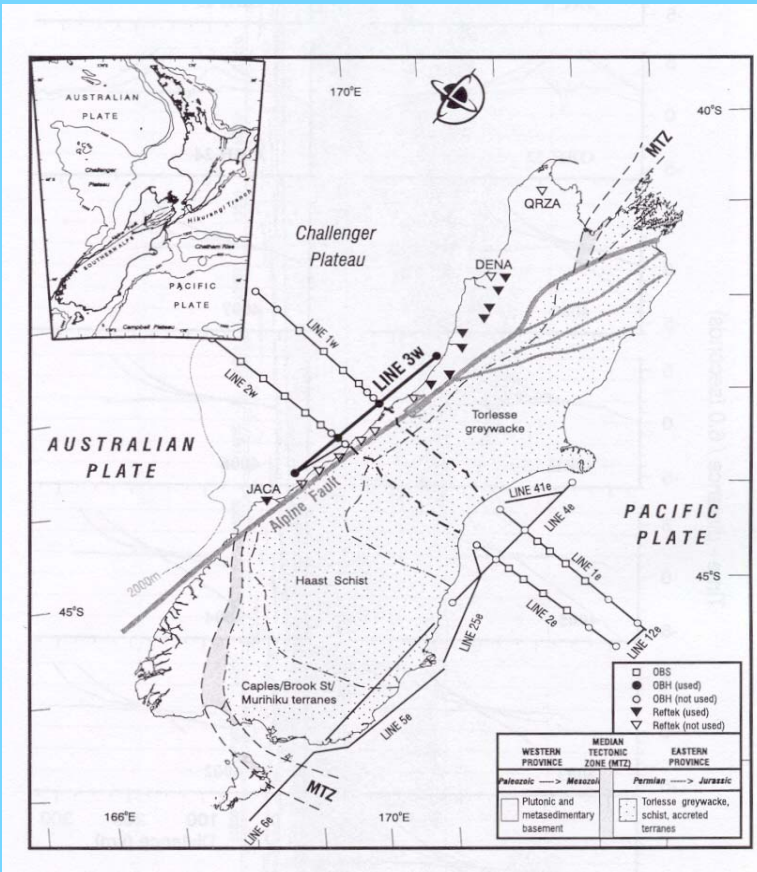 AUSTRALIAN
PLATE
Challenger
Plateau
Hikurangi Trench
SOUTHERN ALPS
Chatham Rise
PACIFIC
PLATE
Campbell Plateau
170°E
40°S
MTZ
QRZA
Challenger
Plateau
DENA
LINE 1w
LINE 3w
LINE 2w
Torlesse
greywacke
AUSTRALIAN
PLATE
JACA
Alpine Fault
LINE 41e
LINE 4e
PACIFIC
PLATE
2000m
Haast Schist
LINE 1e
LINE 2e
45°S
45°S
LINE 12e
LINE 25e
Caples/Brook St/
Murihiku terranes
LINE 5e
MTZ
LINE 6e
166°E
170°E
OBS
OBH (used)
OBH (not used)
Reftek (used)
Reftek (not used)
WESTERN
PROVINCE
MEDIAN
TECTONIC
ZONE (MTZ)
EASTERN
PROVINCE
Paleozoic ----> Mesozoic
Permian ----> Jurassic
Plutonic and
metasedimentary
basement
Torlesse greywacke,
schist, accreted
terranes